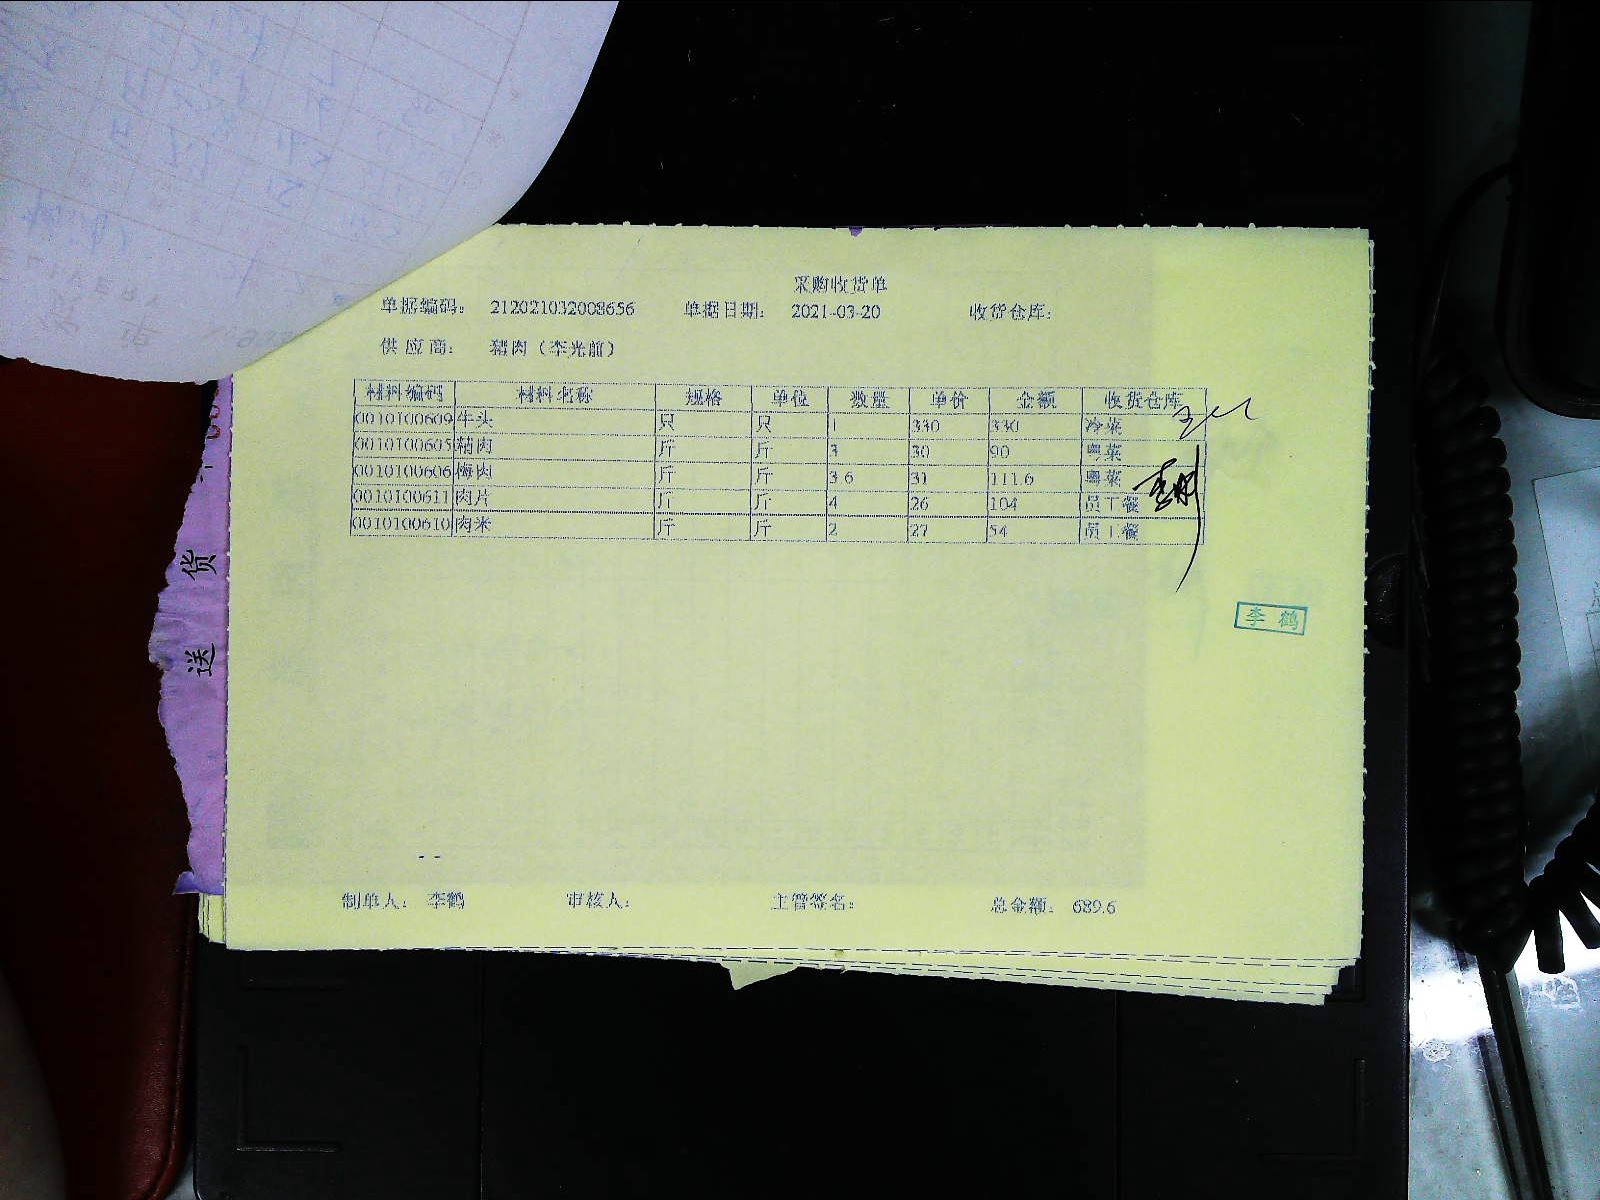 采购收货单
单据编码: 212021032008656 单据日期: 2021-03-20 收货仓库:
供应商: 猪肉(李光前)
材料编码 材料名称 规格 单位 数量 单价 金额 收货仓库
0010100609 牛头 只 只 1 330 330 冷菜
0010100605 精肉 斤 斤 3 30 90 粤菜
0010100606 梅肉 斤 斤 3.6 31 111.6 粤菜
0010100611 肉片 斤 斤 4 26 104 员工餐
0010100610 肉米 斤 斤 2 27 54 员工餐
李鹤
制单人: 李鹤 审核人: 主管签名: 总金额: 689.6
送货